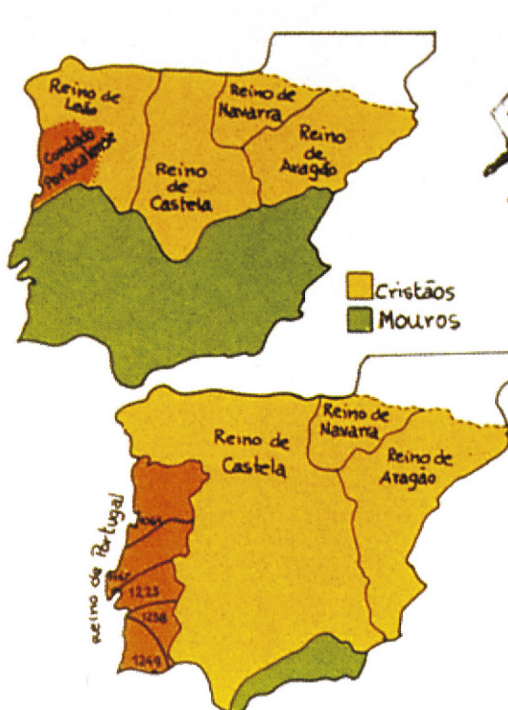 Reino de
Leão
Condado
Portucalense
Reino de
Navarra
Reino
de
Aragão
Reino
de
Castela
Cristãos
Mouros
Reino de
Navarra
Reino de
Castela
Reino de
Aragão
Reino de Portugal
1223
1238
1249